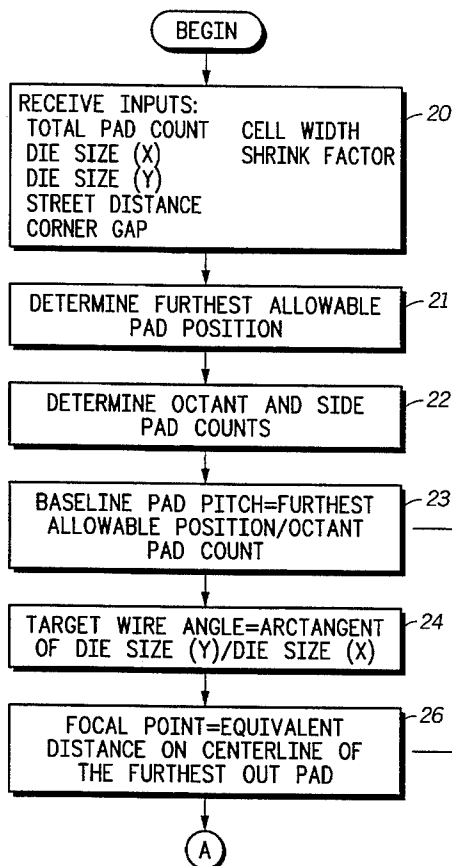 BEGIN
RECEIVE INPUTS:
TOTAL PAD COUNT CELL WIDTH
DIE SIZE (X) SHRINK FACTOR
DIE SIZE (Y)
STREET DISTANCE
CORNER GAP
20
DETERMINE FURTHEST ALLOWABLE
PAD POSITION
21
DETERMINE OCTANT AND SIDE
PAD COUNTS
22
BASELINE PAD PITCH=FURTHEST
ALLOWABLE POSITION/OCTANT
PAD COUNT
23
TARGET WIRE ANGLE=ARCTANGENT
OF DIE SIZE (Y)/DIE SIZE (X)
24
FOCAL POINT=EQUIVALENT
DISTANCE ON CENTERLINE OF
THE FURTHEST OUT PAD
26
A